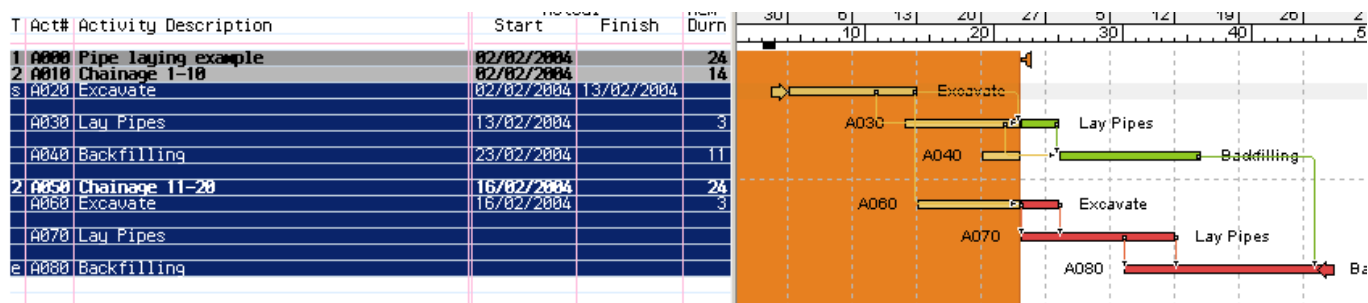 30 6 13 20 27 5 12 19 26 2
T Act# Activity Description Start Finish Durn
10 20 30 40 5
1 A000 Pipe laying example 02/02/2004 24
2 A010 Chainage 1-10 02/02/2004 14
s A020 Excavate 02/02/2004 13/02/2004 Excavate
A030 Lay Pipes 13/02/2004 3 A030 Lay Pipes
A040 Backfilling 23/02/2004 11 A040 Backfilling
2 A050 Chainage 11-20 16/02/2004 24
A060 Excavate 16/02/2004 3 A060 Excavate
A070 Lay Pipes A070 Lay Pipes
e A080 Backfilling A080 Ba